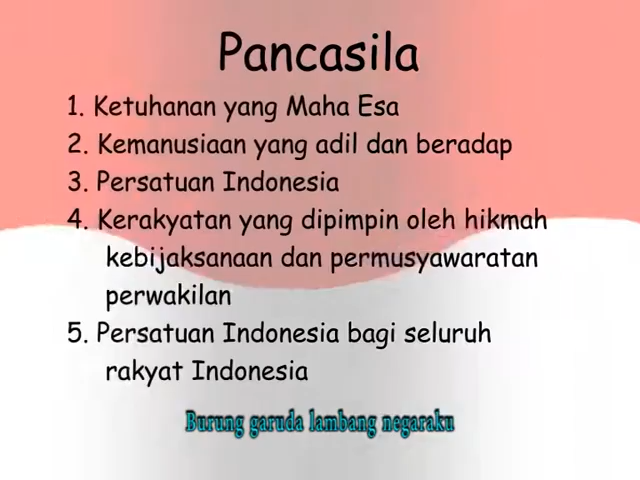 Pancasila
1. Ketuhanan yang Maha Esa
2. Kemanusiaan yang adil dan beradap
3. Persatuan Indonesia
4. Kerakyatan yang dipimpin oleh hikmah
kebijaksanaan dan permusyawaratan
perwakilan
5. Persatuan Indonesia bagi seluruh
rakyat Indonesia
Burung garuda lambang negaraku